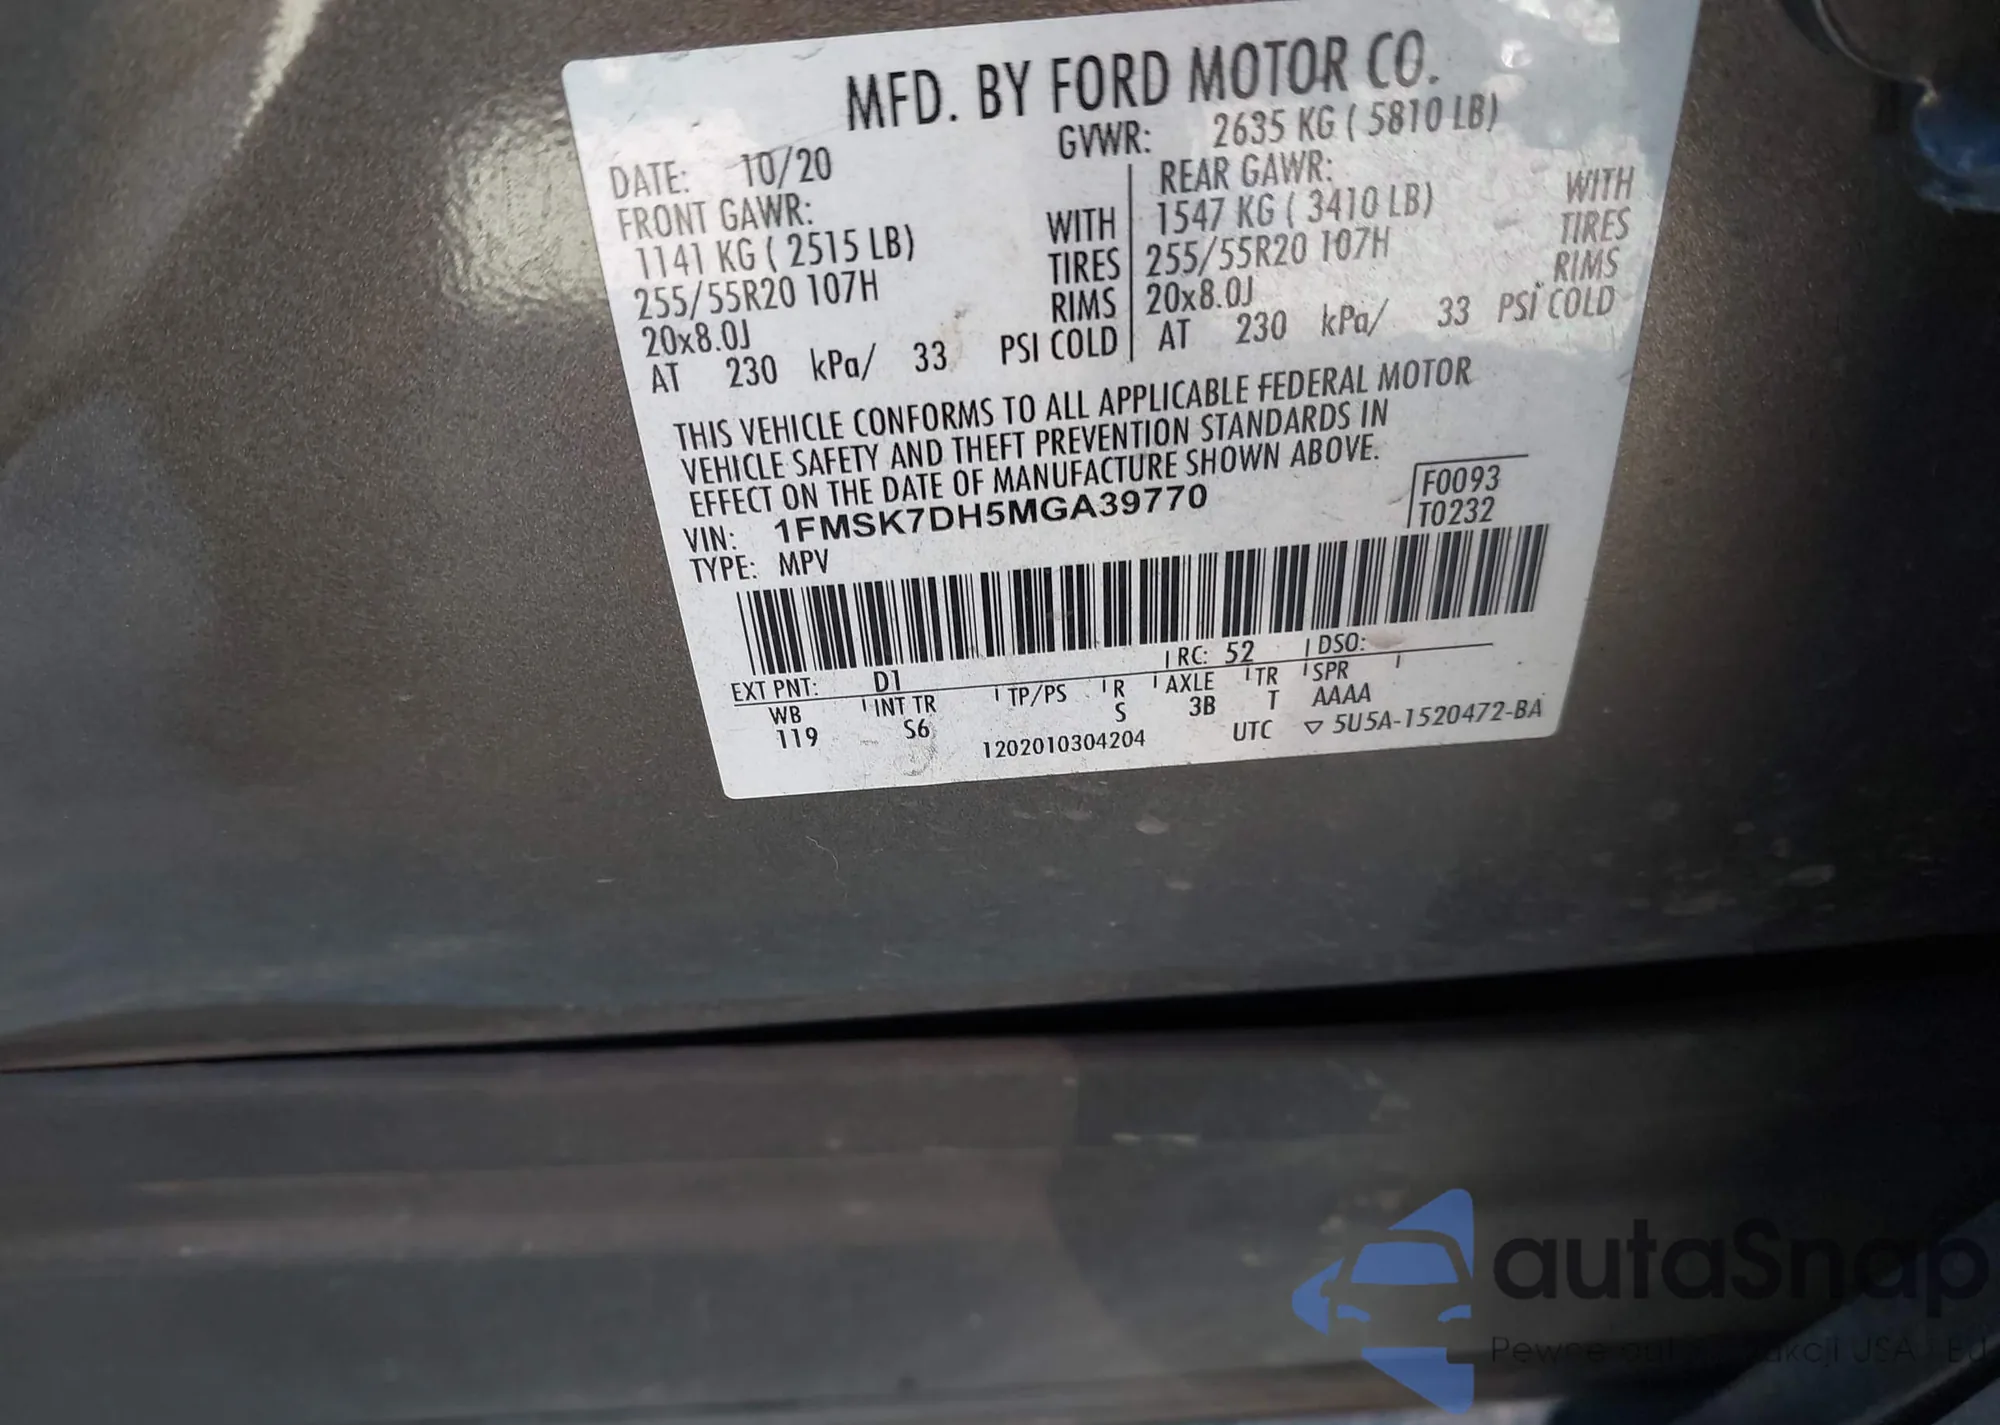 MFD. BY FORD MOTOR CO.
DATE: 10/20 GVWR: 2635 KG ( 5810 LB)
FRONT GAWR: REAR GAWR:
1141 KG ( 2515 LB) WITH 1547 KG ( 3410 LB) WITH
255/55R20 107H TIRES 255/55R20 107H TIRES
20x8.0J RIMS 20x8.0J RIMS
AT 230 kPa/ 33 PSI COLD AT 230 kPa/ 33 PSI COLD
THIS VEHICLE CONFORMS TO ALL APPLICABLE FEDERAL MOTOR
VEHICLE SAFETY AND THEFT PREVENTION STANDARDS IN
EFFECT ON THE DATE OF MANUFACTURE SHOWN ABOVE.
VIN: 1FMSK7DH5MGA39770 F0093
TYPE: MPV T0232
EXT PNT: D1 RC: 52 DSO:
WB INT TR TP/PS R AXLE TR SPR
119 S6 S 3B T AAAA
1202010304204 UTC ▽ 5U5A-1520472-BA
autaSnap
Pewne aut USA